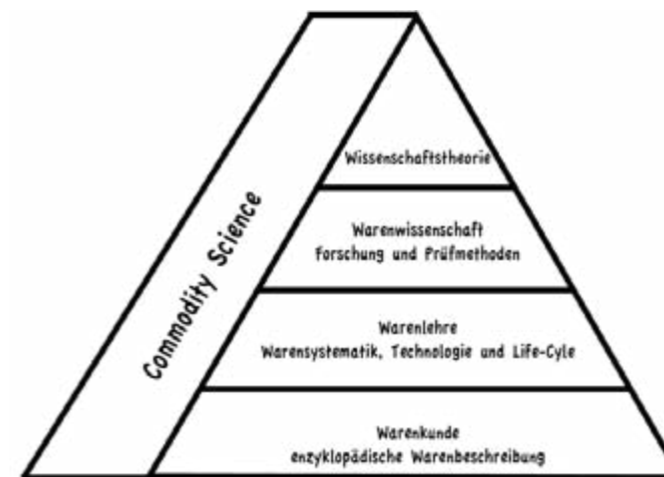 Commodity Science
Wissenschaftstheorie
Warenwissenschaft
Forschung und Prüfmethoden
Warenlehre
Warensystematik, Technologie und Life-Cyle
Warenkunde
enzyklopädische Warenbeschreibung